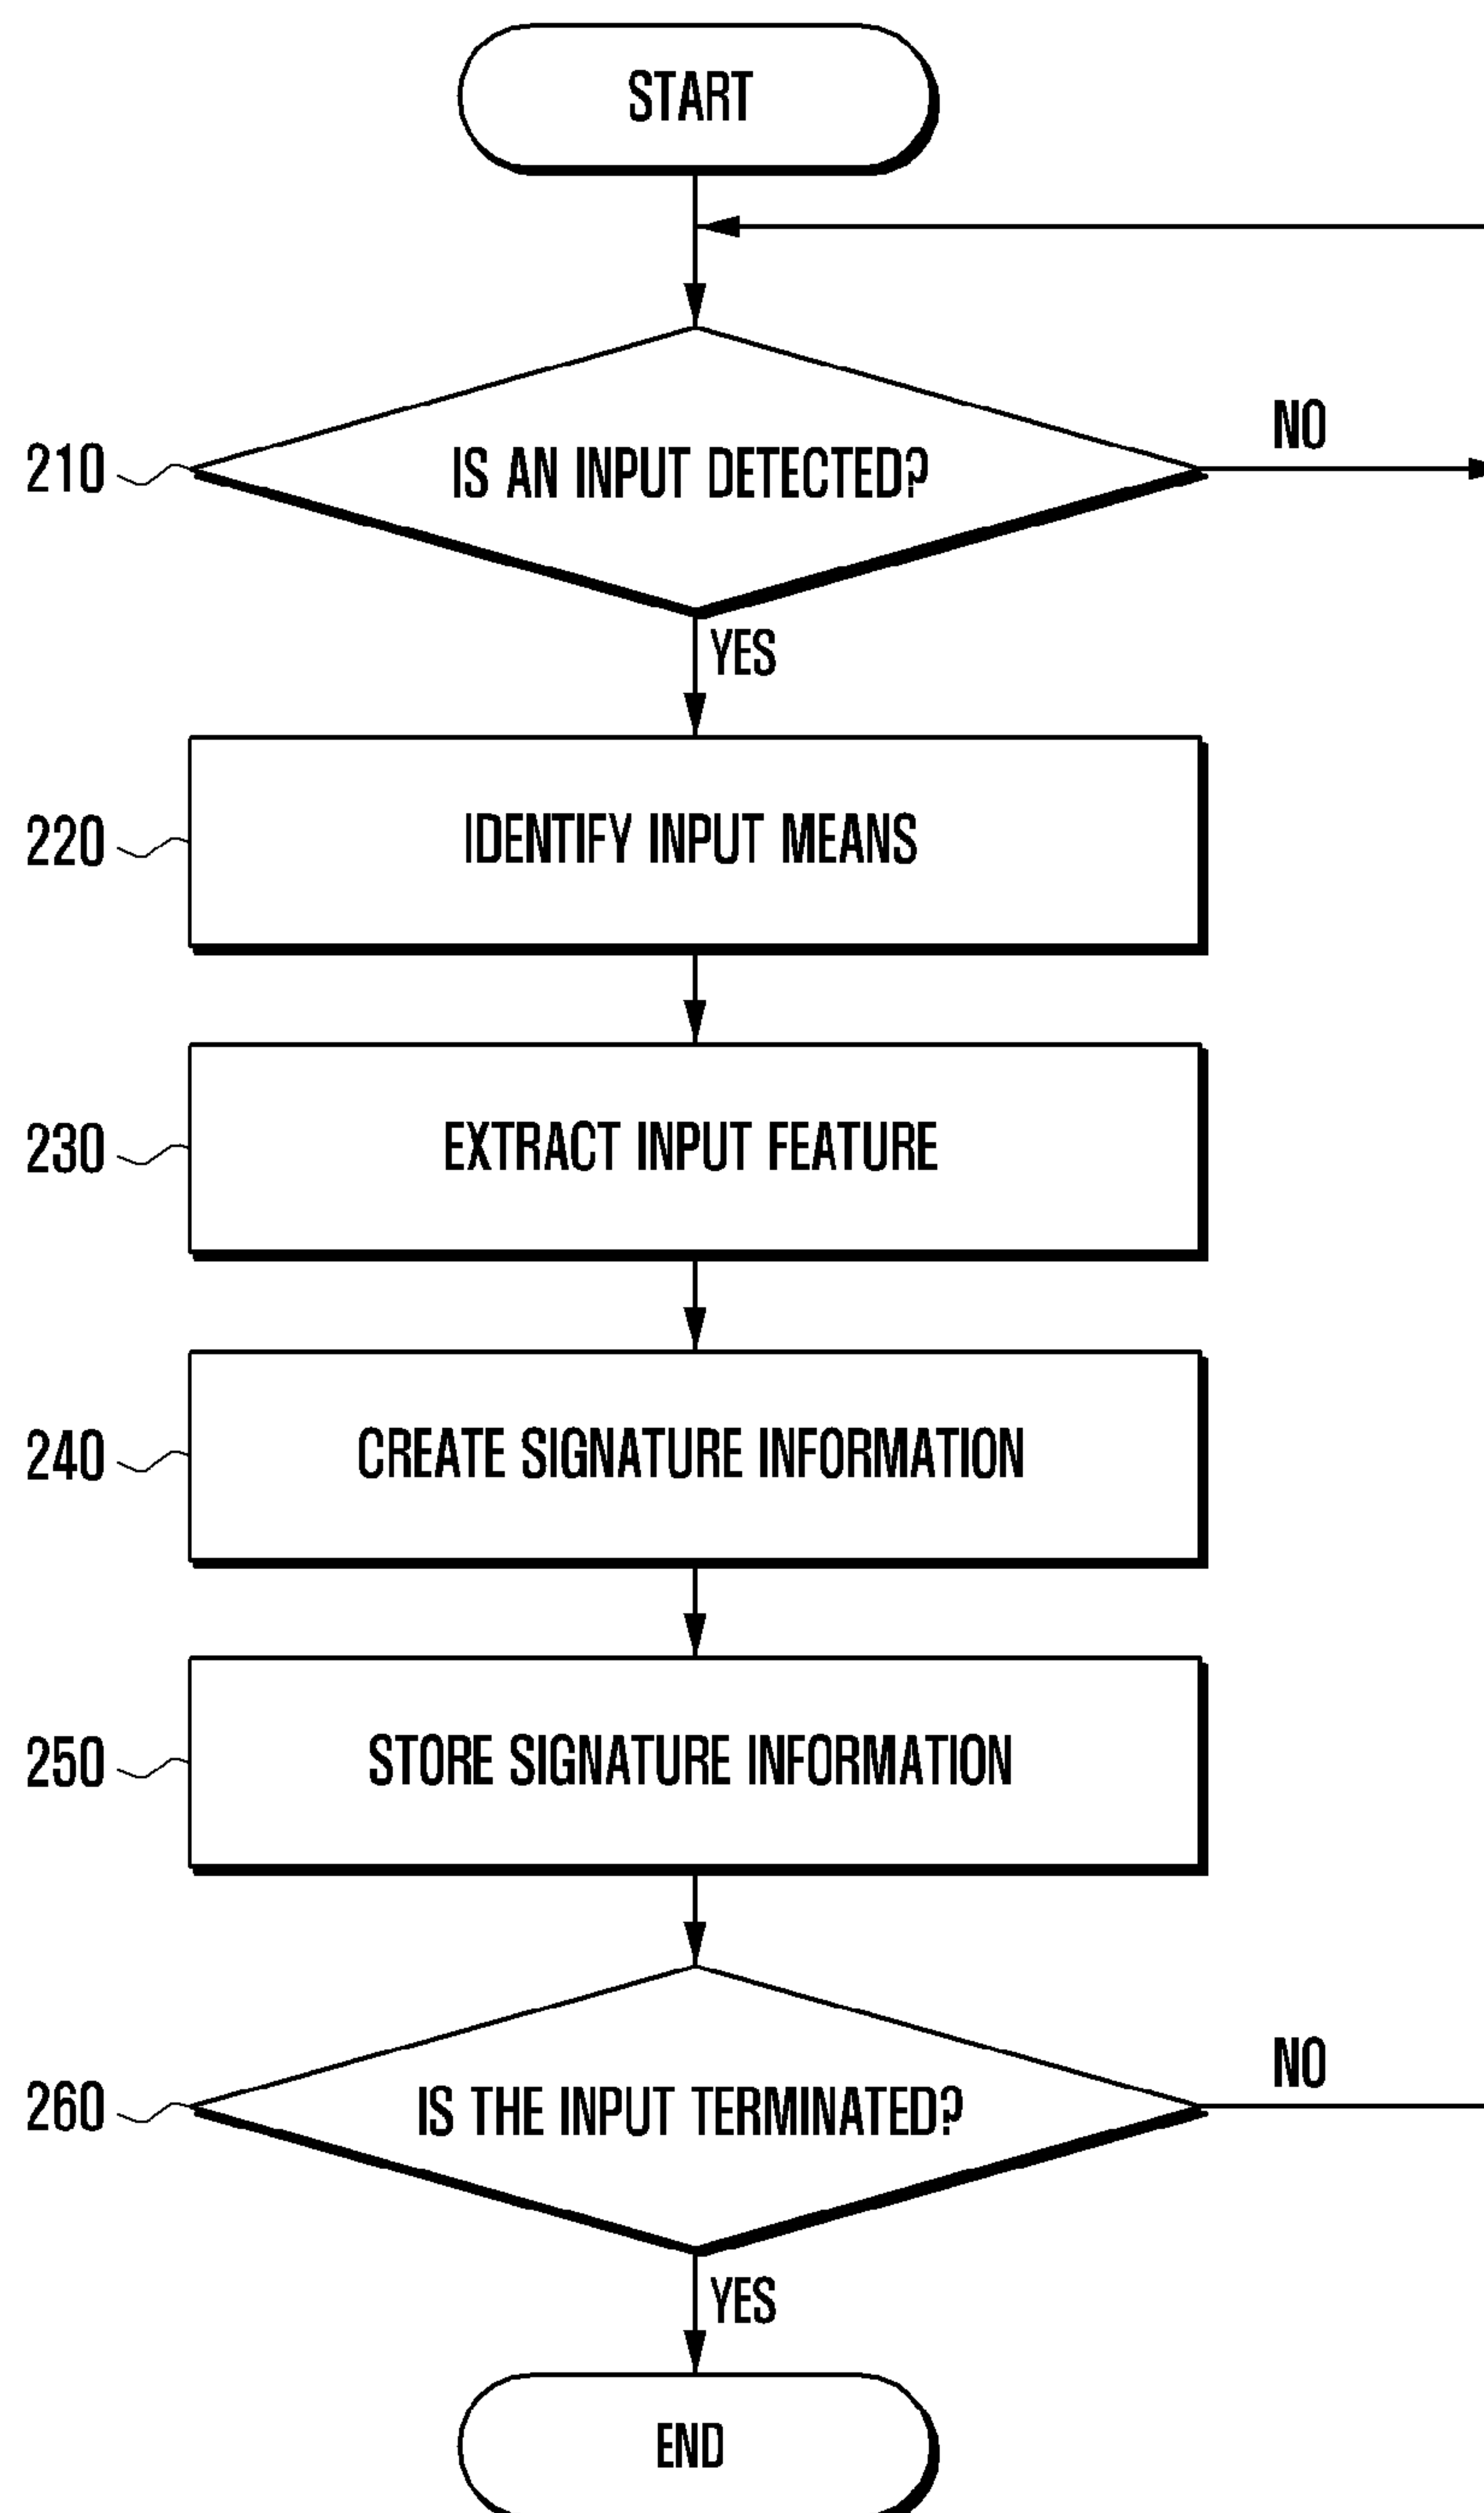 START
NO
210
IS AN INPUT DETECTED?
YES
220
IDENTIFY INPUT MEANS
230
EXTRACT INPUT FEATURE
240
CREATE SIGNATURE INFORMATION
250
STORE SIGNATURE INFORMATION
NO
260
IS THE INPUT TERMINATED?
YES
END